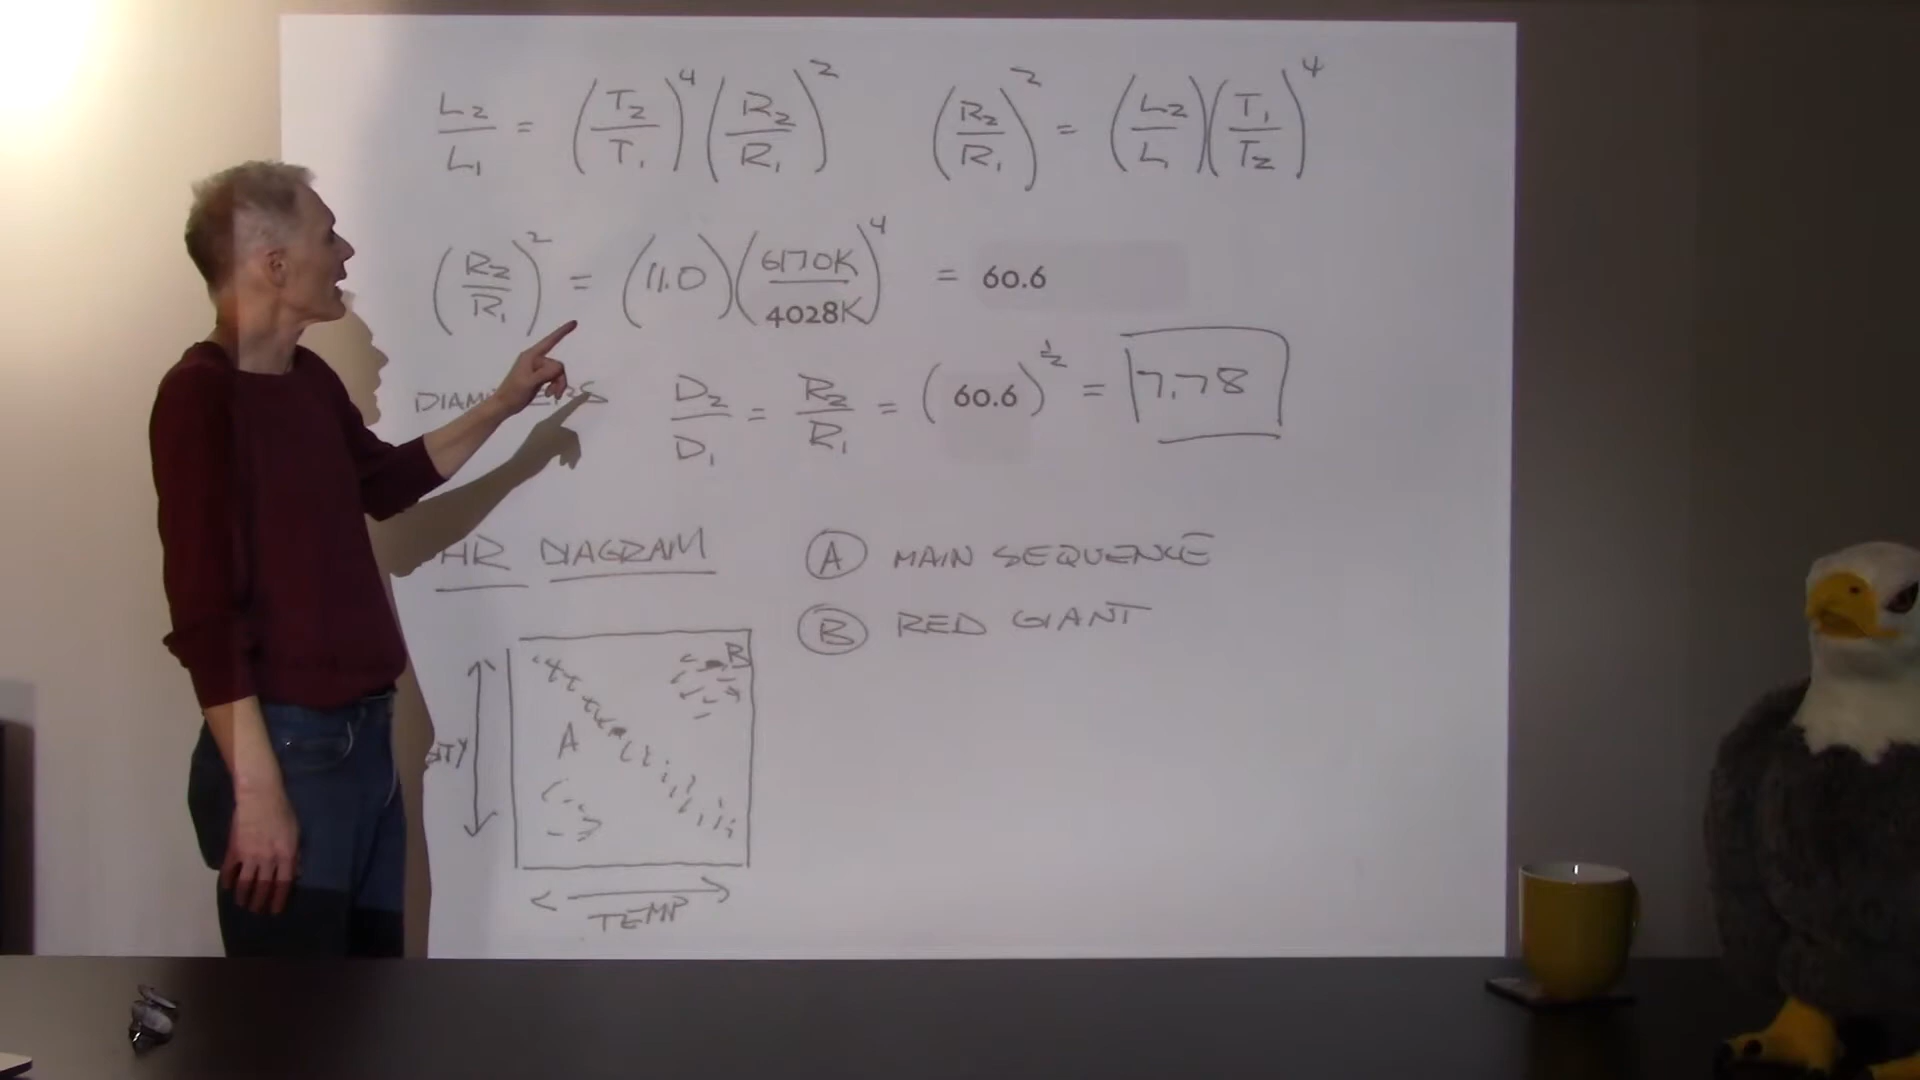 L2/L1 = (T2/T1)^4 (R2/R1)^2    (R2/R1)^2 = (L2/L)(T1/T2)^4
(R2/R1)^2 = (11.0)(6170K/4028K)^4 = 60.6
D2/D1 = R2/R1 = (60.6)^1/2 = 7.78
HR DIAGRAM
A MAIN SEQUENCE
B RED GIANT
B
A
TEMP